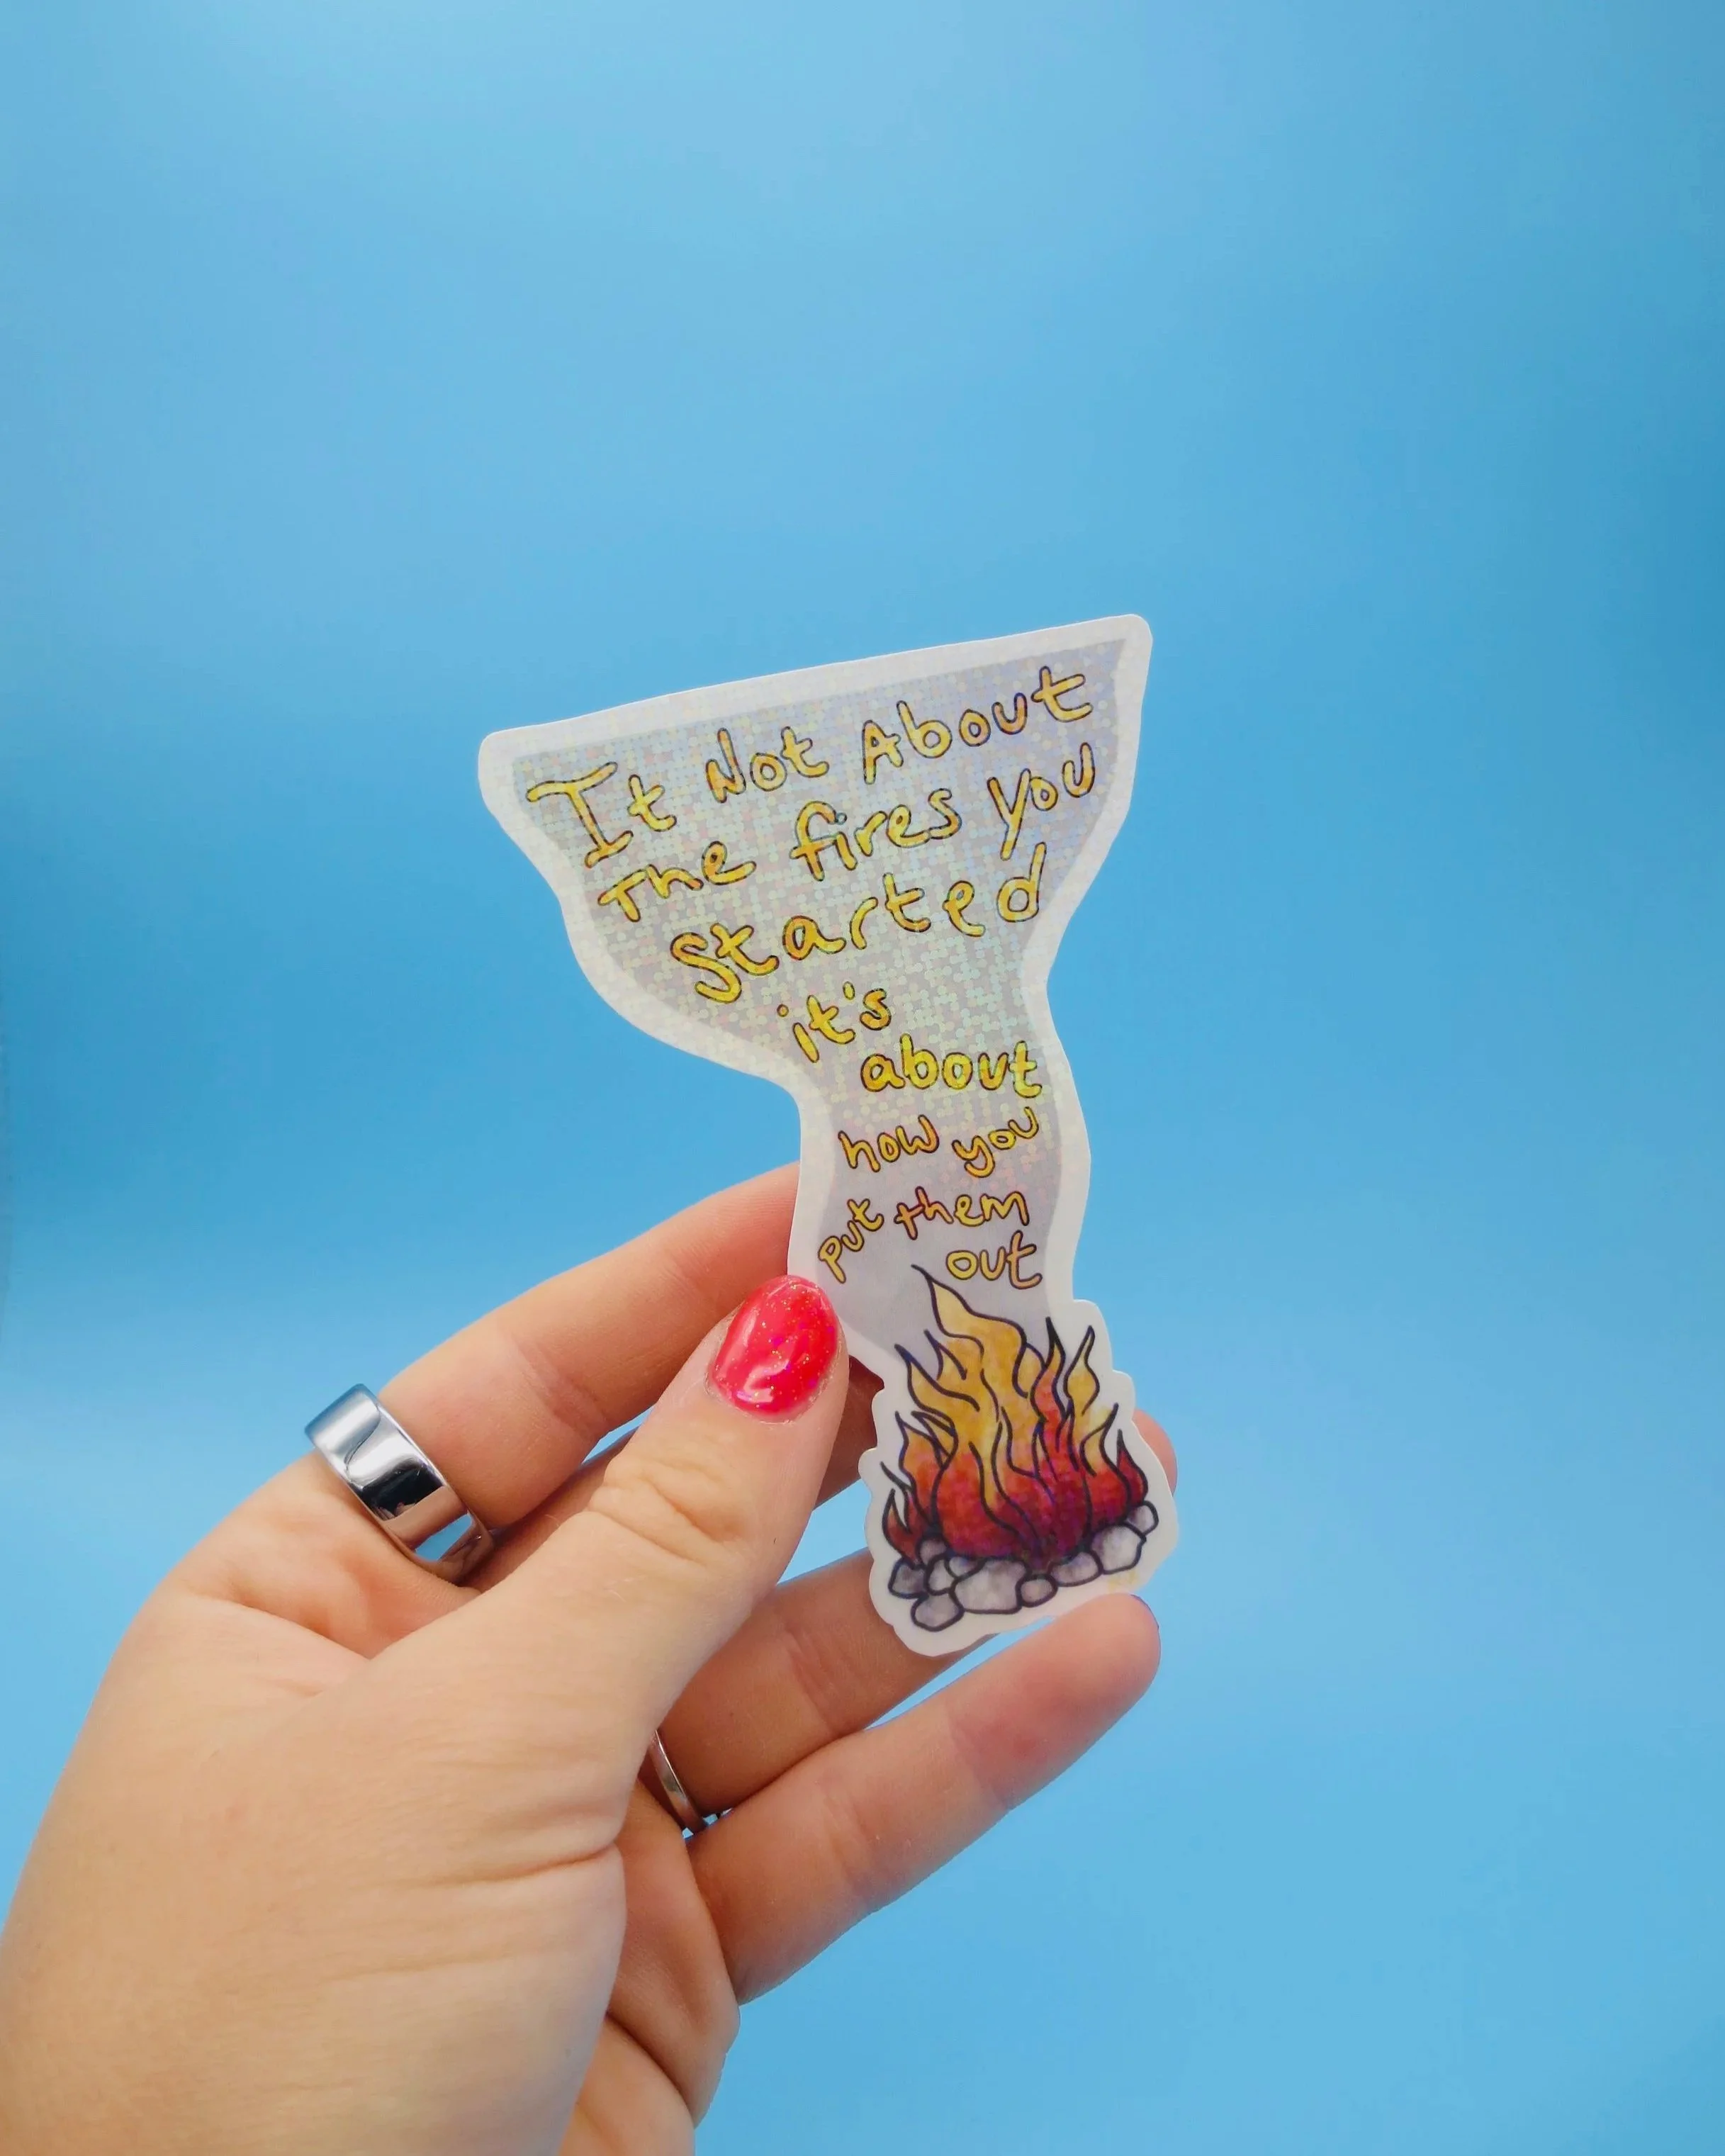 It Not About
The fires you
Started
it's
about
how you
put them
out